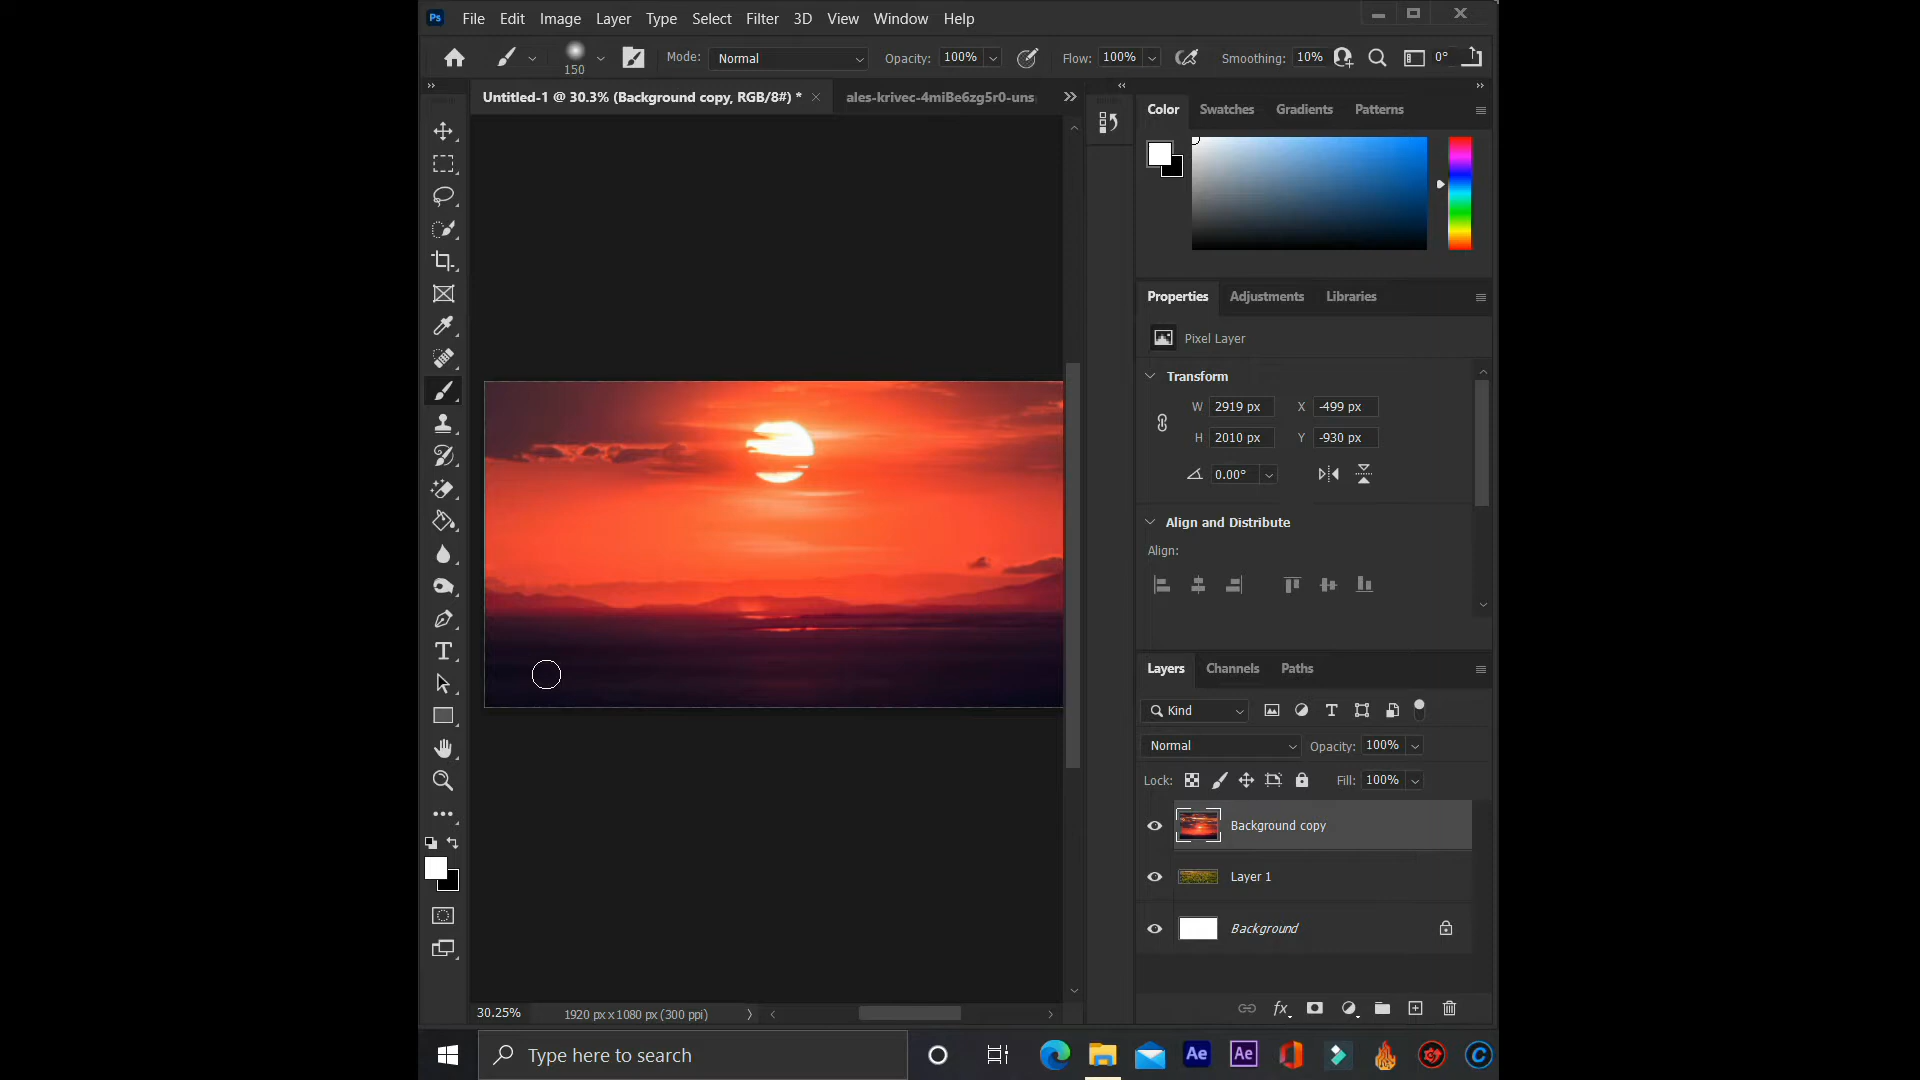 Ps File Edit Image Layer Type Select Filter 3D View Window Help
150 Mode: Normal Opacity: 100% Flow: 100% Smoothing: 10% 0°
Untitled-1 @ 30.3% (Background copy, RGB/8#) * ales-krivec-4miBe6zg5r0-uns
Color Swatches Gradients Patterns
Properties Adjustments Libraries
Pixel Layer
Transform
W 2919 px X -499 px
H 2010 px Y -930 px
0.00°
Align and Distribute
Align:
Layers Channels Paths
Kind
Normal Opacity: 100%
Lock: Fill: 100%
Background copy
Layer 1
Background
fx
30.25% 1920 px x 1080 px (300 ppi)
Type here to search
Ae Ae